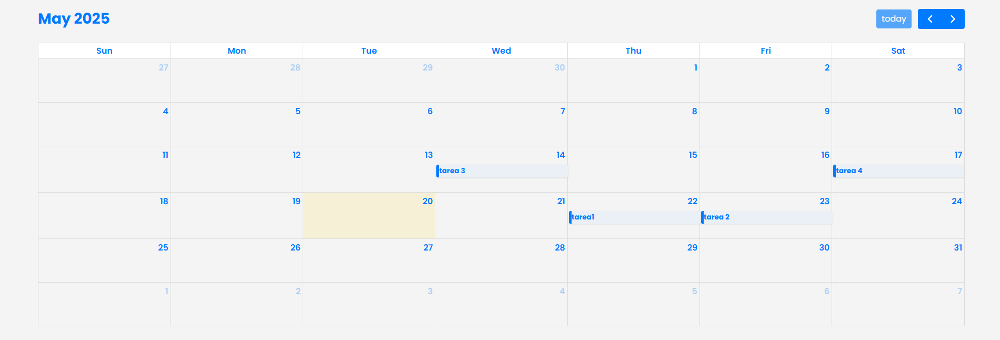 May 2025
today
Sun Mon Tue Wed Thu Fri Sat
27 28 29 30 1 2 3
4 5 6 7 8 9 10
11 12 13 14 15 16 17
tarea 3 tarea 4
18 19 20 21 22 23 24
tarea1 tarea 2
25 26 27 28 29 30 31
1 2 3 4 5 6 7